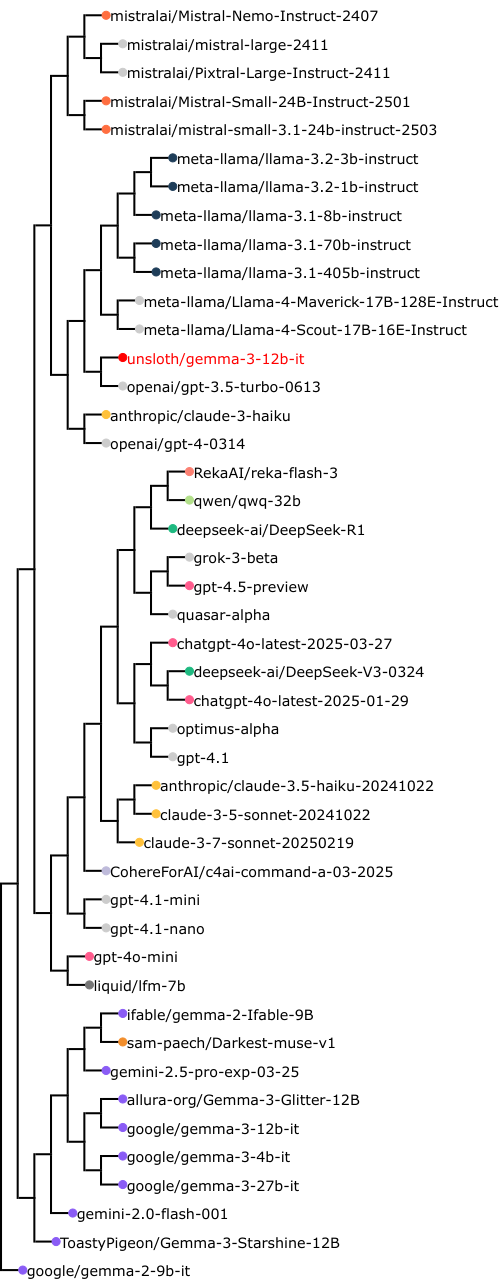 mistralai/Mistral-Nemo-Instruct-2407
mistralai/mistral-large-2411
mistralai/Pixtral-Large-Instruct-2411
mistralai/Mistral-Small-24B-Instruct-2501
mistralai/mistral-small-3.1-24b-instruct-2503
meta-llama/llama-3.2-3b-instruct
meta-llama/llama-3.2-1b-instruct
meta-llama/llama-3.1-8b-instruct
meta-llama/llama-3.1-70b-instruct
meta-llama/llama-3.1-405b-instruct
meta-llama/Llama-4-Maverick-17B-128E-Instruct
meta-llama/Llama-4-Scout-17B-16E-Instruct
unsloth/gemma-3-12b-it
openai/gpt-3.5-turbo-0613
anthropic/claude-3-haiku
openai/gpt-4-0314
RekaAI/reka-flash-3
qwen/qwq-32b
deepseek-ai/DeepSeek-R1
grok-3-beta
gpt-4.5-preview
quasar-alpha
chatgpt-4o-latest-2025-03-27
deepseek-ai/DeepSeek-V3-0324
chatgpt-4o-latest-2025-01-29
optimus-alpha
gpt-4.1
anthropic/claude-3.5-haiku-20241022
claude-3-5-sonnet-20241022
claude-3-7-sonnet-20250219
CohereForAI/c4ai-command-a-03-2025
gpt-4.1-mini
gpt-4.1-nano
gpt-4o-mini
liquid/lfm-7b
ifable/gemma-2-Ifable-9B
sam-paech/Darkest-muse-v1
gemini-2.5-pro-exp-03-25
allura-org/Gemma-3-Glitter-12B
google/gemma-3-12b-it
google/gemma-3-4b-it
google/gemma-3-27b-it
gemini-2.0-flash-001
ToastyPigeon/Gemma-3-Starshine-12B
google/gemma-2-9b-it